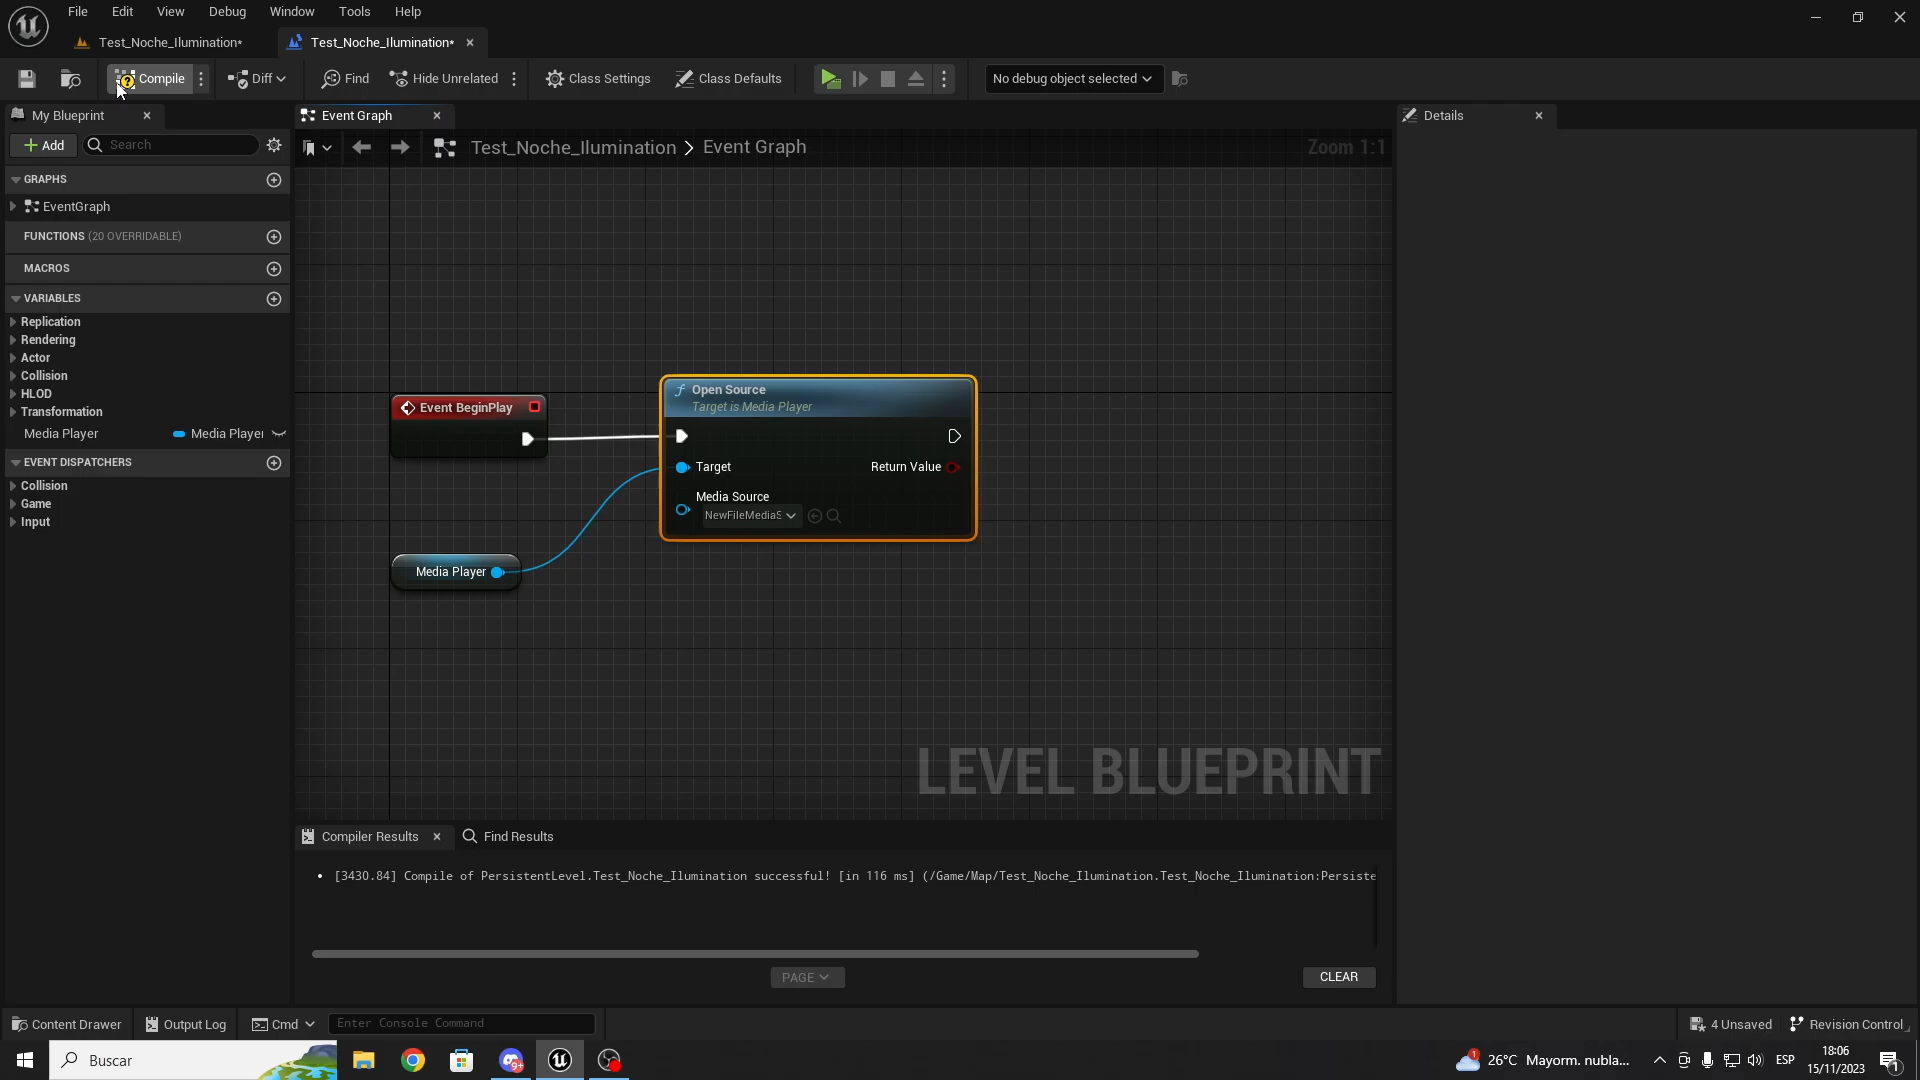 File Edit View Debug Window Tools Help
Test_Noche_Ilumination*
Test_Noche_Ilumination*
Compile
Diff
Find
Hide Unrelated
Class Settings
Class Defaults
No debug object selected
My Blueprint
Event Graph
Details
Add
Search
Test_Noche_Ilumination > Event Graph
Zoom 1:1
GRAPHS
EventGraph
FUNCTIONS (20 OVERRIDABLE)
MACROS
VARIABLES
Replication
Rendering
Actor
Collision
HLOD
Transformation
Media Player
Media Player
EVENT DISPATCHERS
Collision
Game
Input
Event BeginPlay
Open Source
Target is Media Player
Target
Return Value
Media Source
NewFileMediaS
Media Player
LEVEL BLUEPRINT
Compiler Results
Find Results
[3430.84] Compile of PersistentLevel.Test_Noche_Ilumination successful! [in 116 ms] (/Game/Map/Test_Noche_Ilumination.Test_Noche_Ilumination:Persiste
PAGE
CLEAR
Content Drawer
Output Log
Cmd
Enter Console Command
4 Unsaved
Revision Control
Buscar
9+
1
26°C Mayorm. nubla...
ESP
18:06
15/11/2023
1